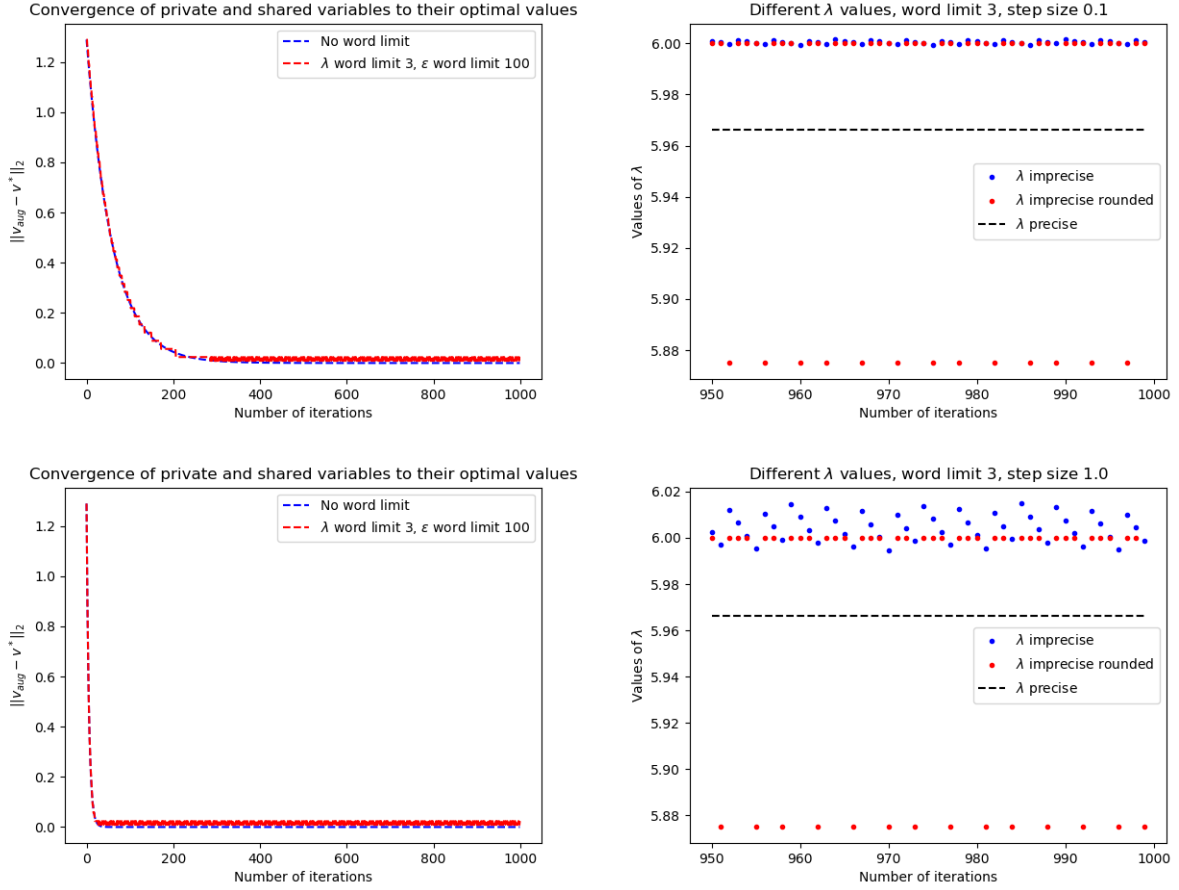 Convergence of private and shared variables to their optimal values
1.2
1.0
0.8
0.6
0.4
0.2
0.0
||v_aug − v*||₂
No word limit
λ word limit 3, ε word limit 100
0 200 400 600 800 1000
Number of iterations
Different λ values, word limit 3, step size 0.1
6.00
5.98
5.96
5.94
5.92
5.90
5.88
Values of λ
λ imprecise
λ imprecise rounded
λ precise
950 960 970 980 990 1000
Number of iterations
Convergence of private and shared variables to their optimal values
1.2
1.0
0.8
0.6
0.4
0.2
0.0
||v_aug − v*||₂
No word limit
λ word limit 3, ε word limit 100
0 200 400 600 800 1000
Number of iterations
Different λ values, word limit 3, step size 1.0
6.02
6.00
5.98
5.96
5.94
5.92
5.90
5.88
Values of λ
λ imprecise
λ imprecise rounded
λ precise
950 960 970 980 990 1000
Number of iterations